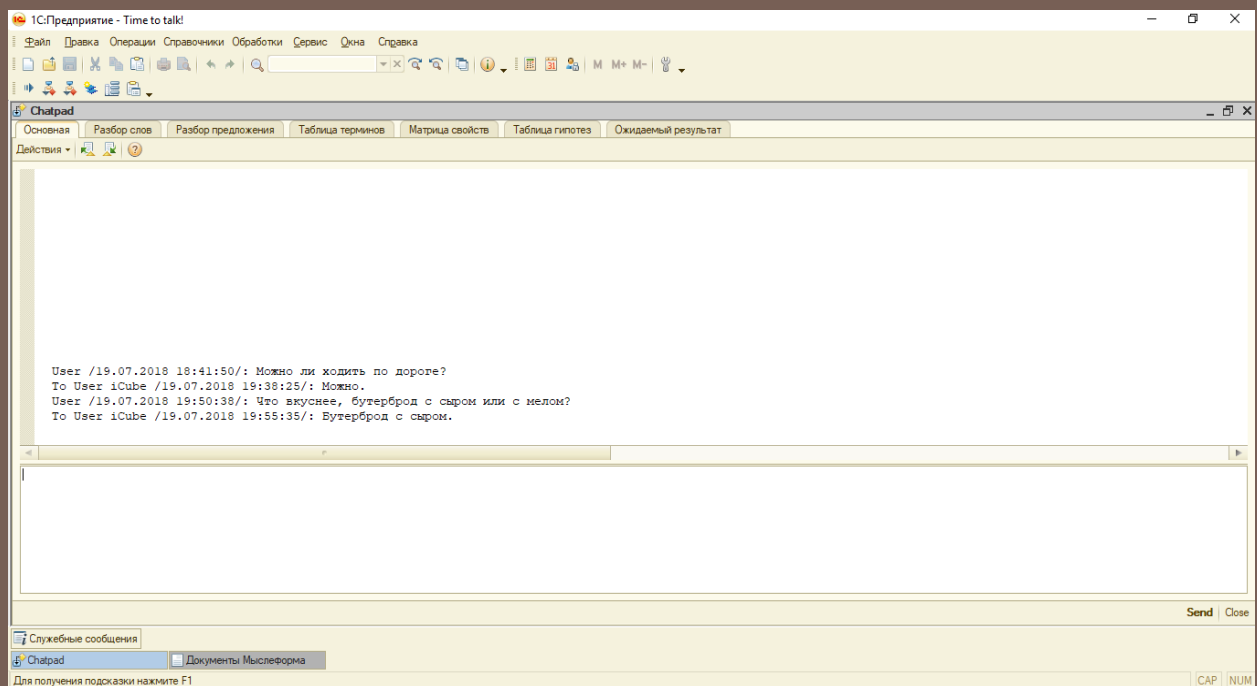 1С:Предприятие - Time to talk!
Файл Правка Операции Справочники Обработки Сервис Окна Справка
M M+ M-
Chatpad
Основная Разбор слов Разбор предложения Таблица терминов Матрица свойств Таблица гипотез Ожидаемый результат
Действия
User /19.07.2018 18:41:50/: Можно ли ходить по дороге?
To User iCube /19.07.2018 19:38:25/: Можно.
User /19.07.2018 19:50:38/: Что вкуснее, бутерброд с сыром или с мелом?
To User iCube /19.07.2018 19:55:35/: Бутерброд с сыром.
Send Close
Служебные сообщения
Chatpad Документы Мыслеформа
Для получения подсказки нажмите F1 CAP NUM